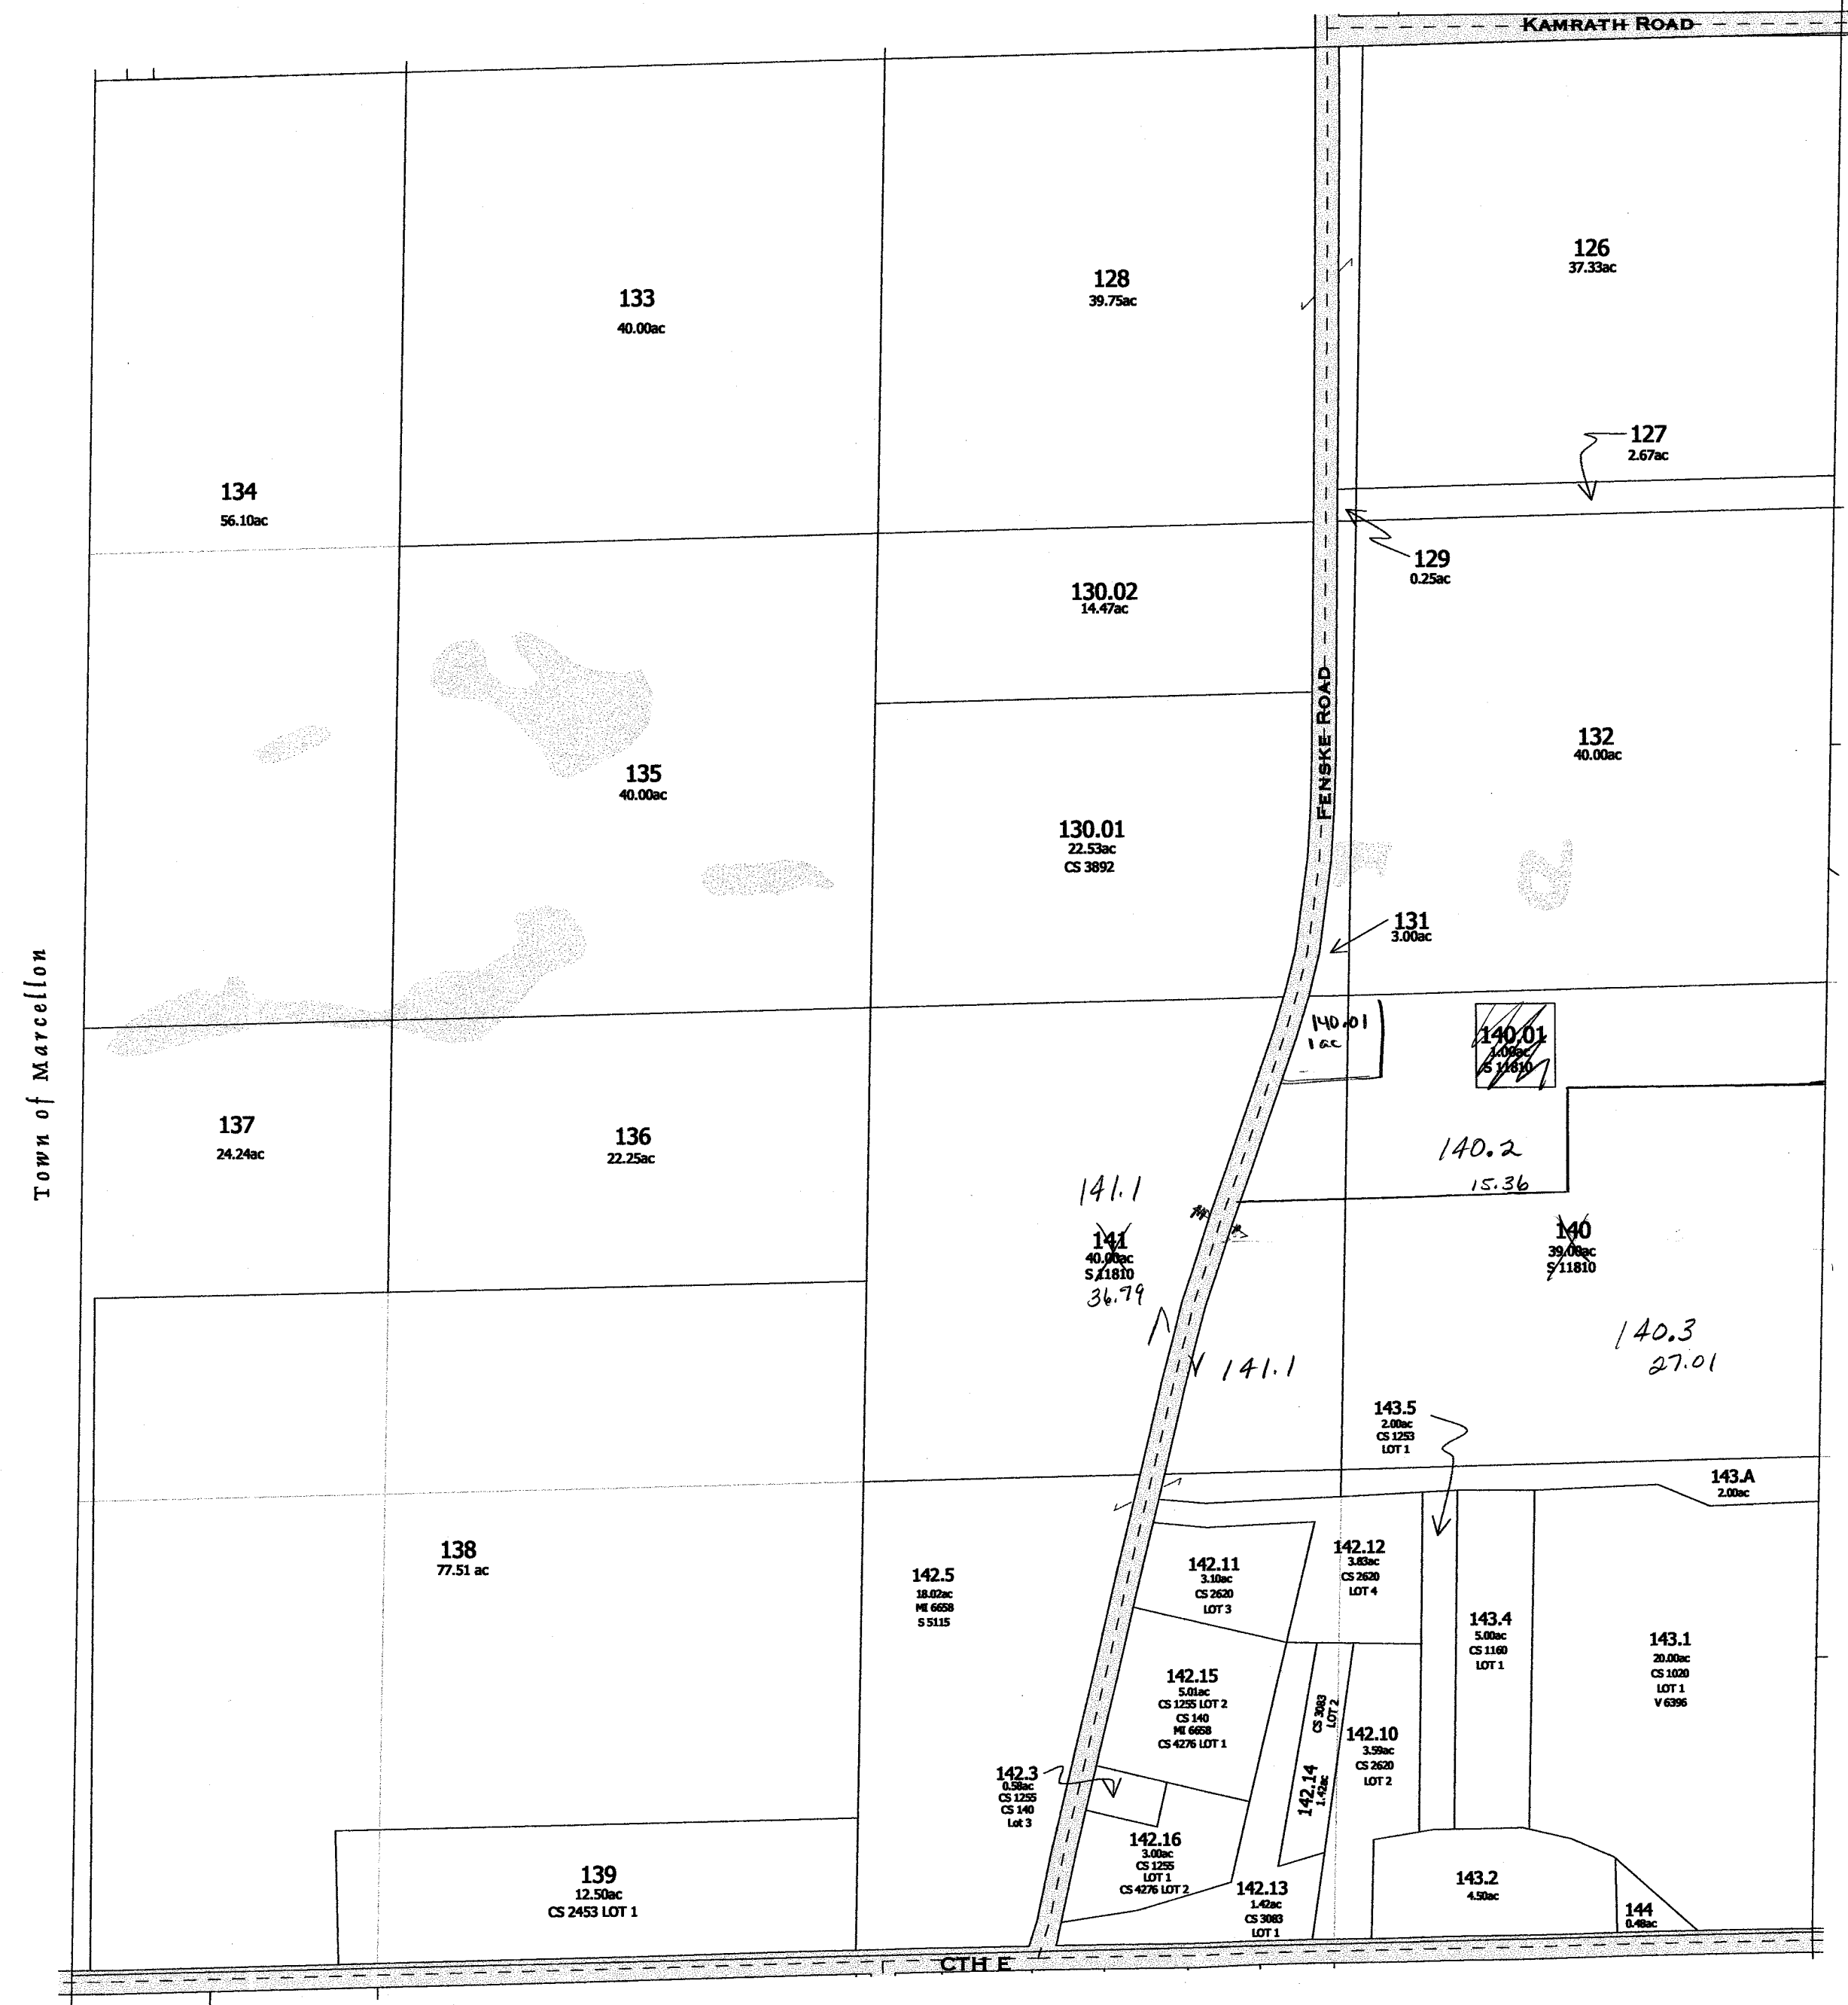 KAMRATH ROAD
126
37.33ac
128
39.75ac
133
40.00ac
127
2.67ac
134
56.10ac
129
0.25ac
130.02
14.47ac
FENSKE ROAD
132
40.00ac
135
40.00ac
130.01
22.53ac
CS 3892
131
3.00ac
Town of Marcellon
140.01
1 ac
140.01
1.00ac
S 11810
137
24.24ac
136
22.25ac
140.2
15.36
141.1
141
40.00ac
S 11810
36.79
140
39.00ac
S 11810
140.3
27.01
141.1
143.5
2.00ac
CS 1253
LOT 1
143.A
2.00ac
138
77.51 ac
142.5
18.02ac
MI 6658
S 5115
142.11
3.10ac
CS 2620
LOT 3
142.12
3.83ac
CS 2620
LOT 4
143.4
5.00ac
CS 1160
LOT 1
143.1
20.00ac
CS 1020
LOT 1
V 6396
142.15
5.01ac
CS 1255 LOT 2
CS 140
MI 6658
CS 4276 LOT 1
CS 3083
LOT 2
142.14
1.42ac
142.10
3.59ac
CS 2620
LOT 2
142.3
0.58ac
CS 1255
CS 140
Lot 3
142.16
3.00ac
CS 1255
LOT 1
CS 4276 LOT 2
139
12.50ac
CS 2453 LOT 1
142.13
1.42ac
CS 3083
LOT 1
143.2
4.50ac
144
0.48ac
CTH E